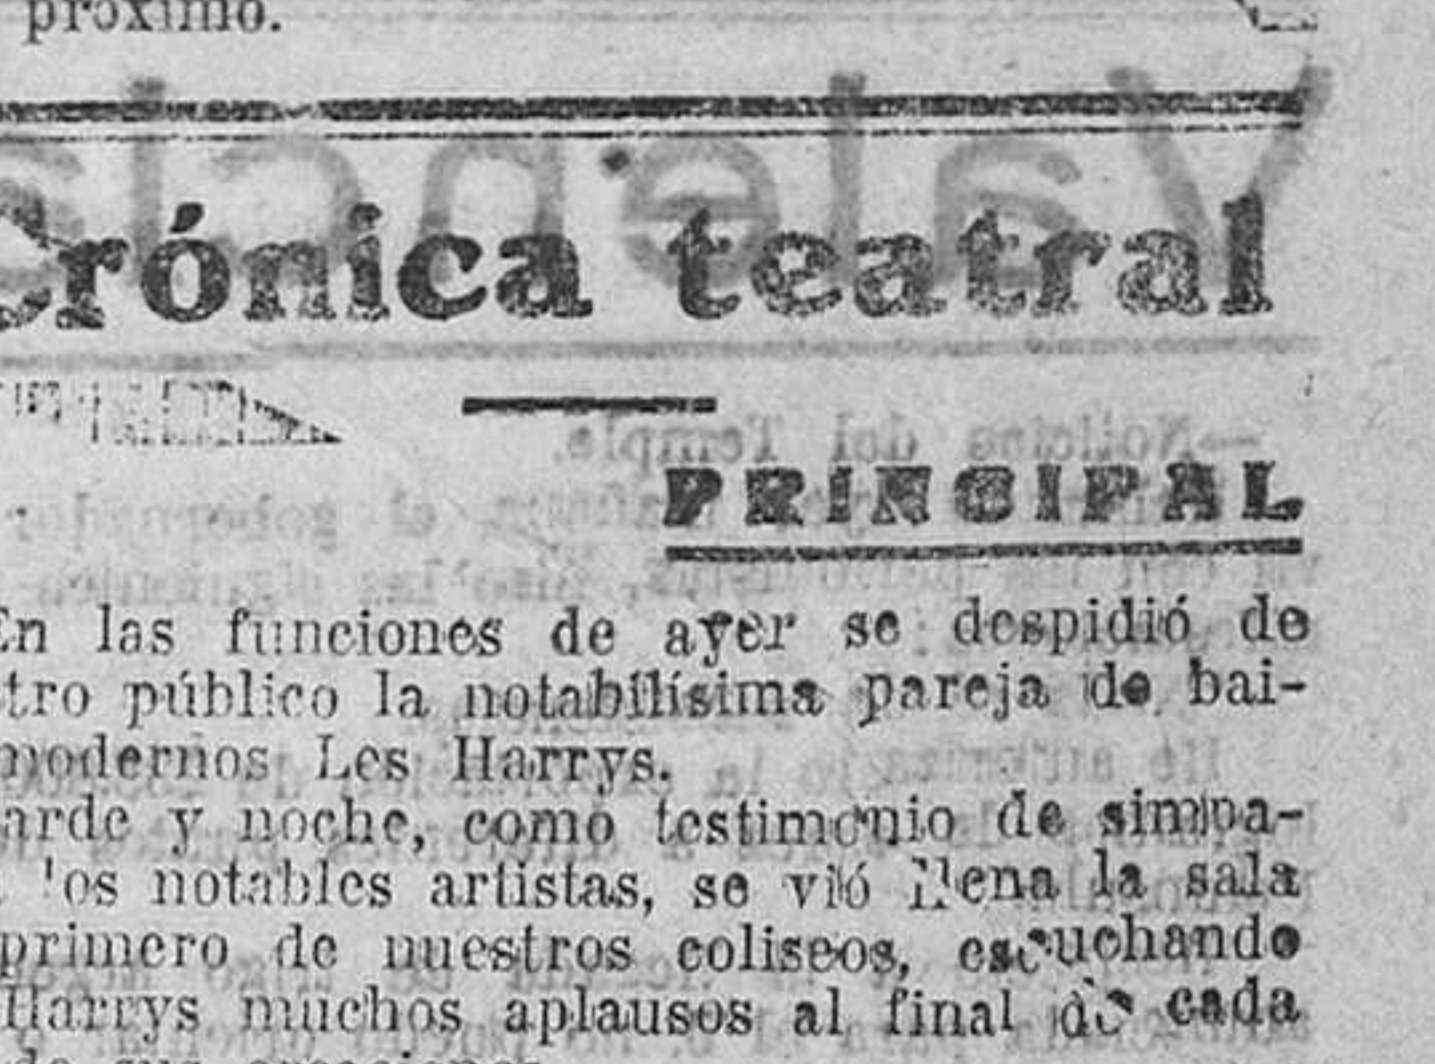 próximo.
Crónica teatral
PRINCIPAL
En las funciones de ayer se despidió de
tro público la notabilísima pareja de bai-
modernos Les Harrys.
arde y noche, como testimonio de simpa-
los notables artistas, se vió llena la sala
primero de nuestros coliseos, escuchando
Harrys muchos aplausos al final de cada